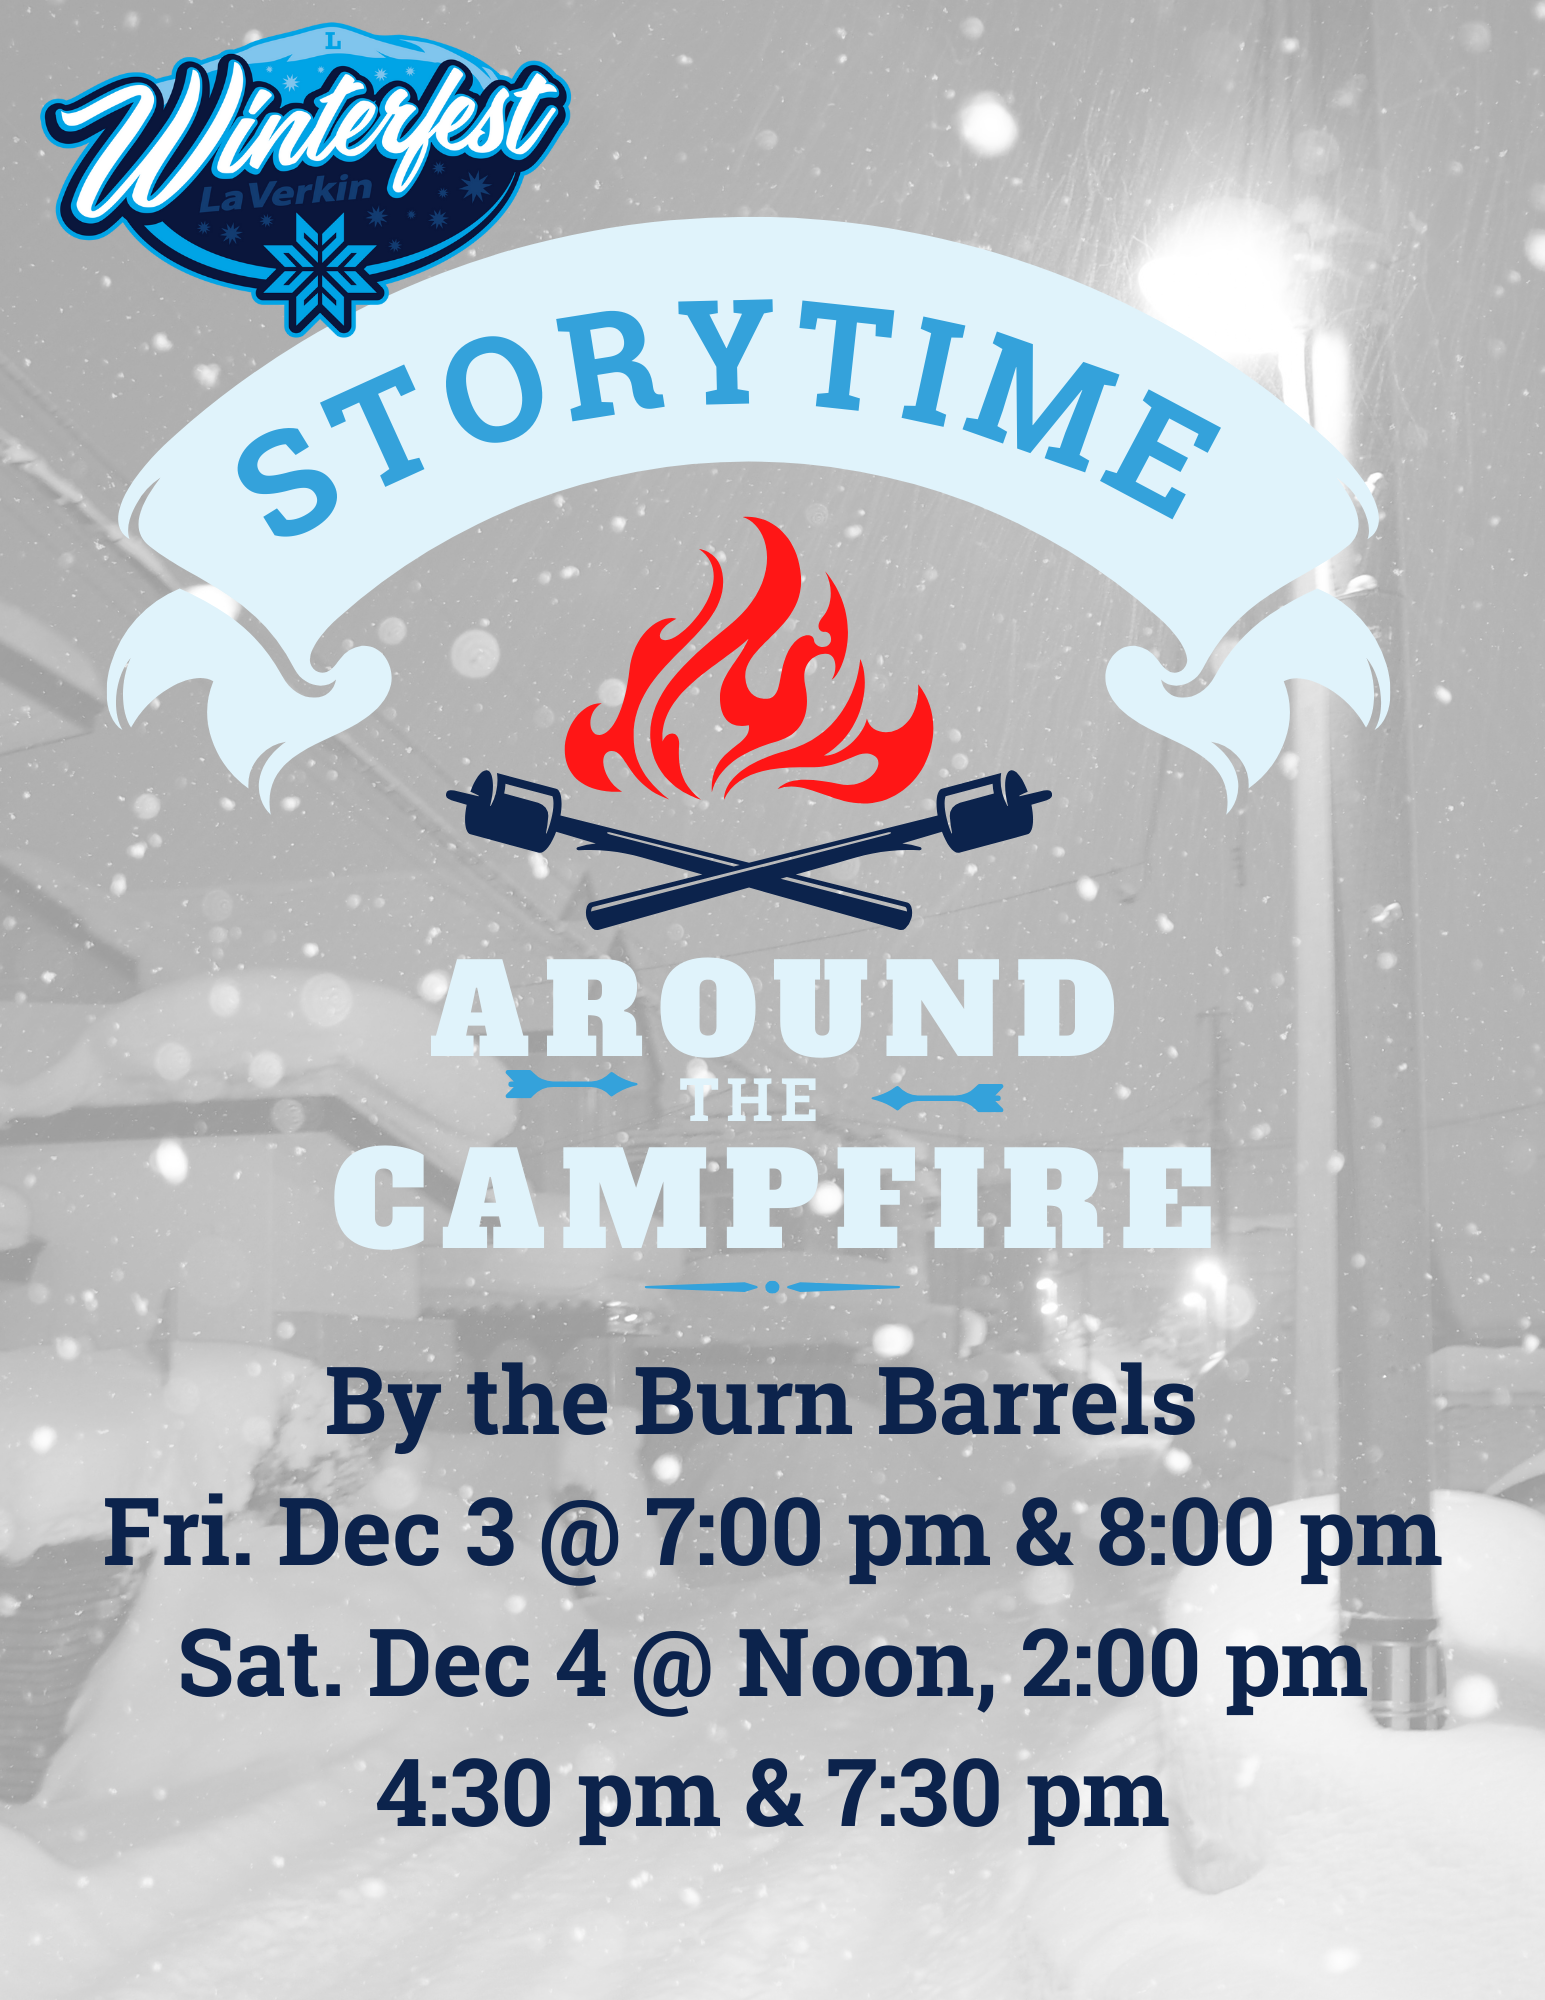 L
Winterfest
LaVerkin
STORYTIME
AROUND
THE
CAMPFIRE
By the Burn Barrels
Fri. Dec 3 @ 7:00 pm & 8:00 pm
Sat. Dec 4 @ Noon, 2:00 pm
4:30 pm & 7:30 pm